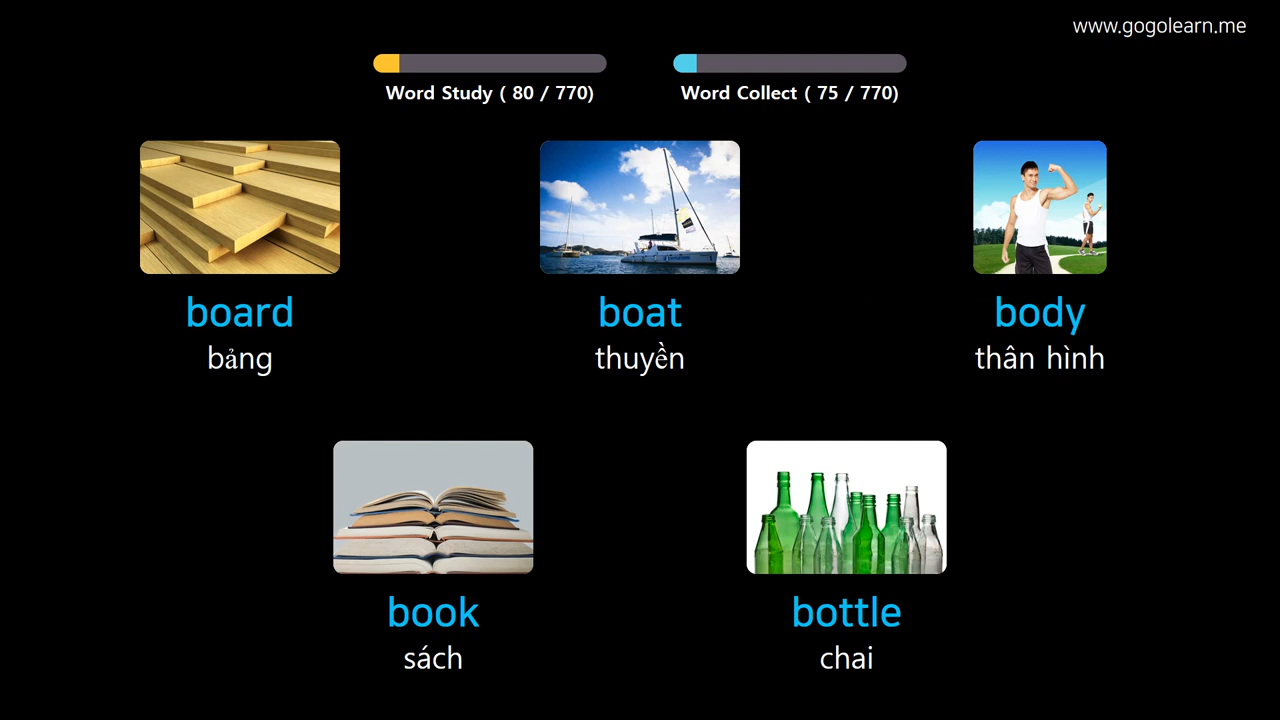 www.gogolearn.me
Word Study ( 80 / 770)
Word Collect ( 75 / 770)
board
bảng
boat
thuyền
body
thân hình
book
sách
bottle
chai